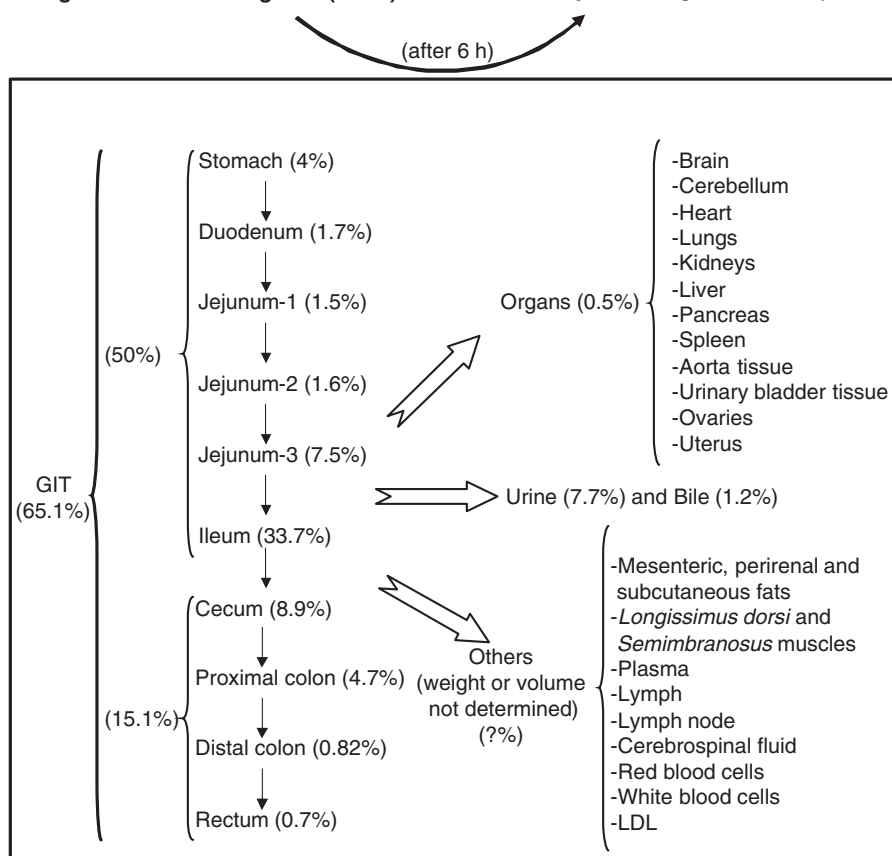 (after 6 h)
Stomach (4%)
Duodenum (1.7%)
Jejunum-1 (1.5%)
(50%)
Jejunum-2 (1.6%)
Jejunum-3 (7.5%)
GIT
(65.1%)
Ileum (33.7%)
Cecum (8.9%)
Proximal colon (4.7%)
(15.1%)
Distal colon (0.82%)
Rectum (0.7%)
Organs (0.5%)
-Brain
-Cerebellum
-Heart
-Lungs
-Kidneys
-Liver
-Pancreas
-Spleen
-Aorta tissue
-Urinary bladder tissue
-Ovaries
-Uterus
Urine (7.7%) and Bile (1.2%)
Others
(weight or volume
not determined)
(?%)
-Mesenteric, perirenal and
subcutaneous fats
-Longissimus dorsi and
Semimbranosus muscles
-Plasma
-Lymph
-Lymph node
-Cerebrospinal fluid
-Red blood cells
-White blood cells
-LDL